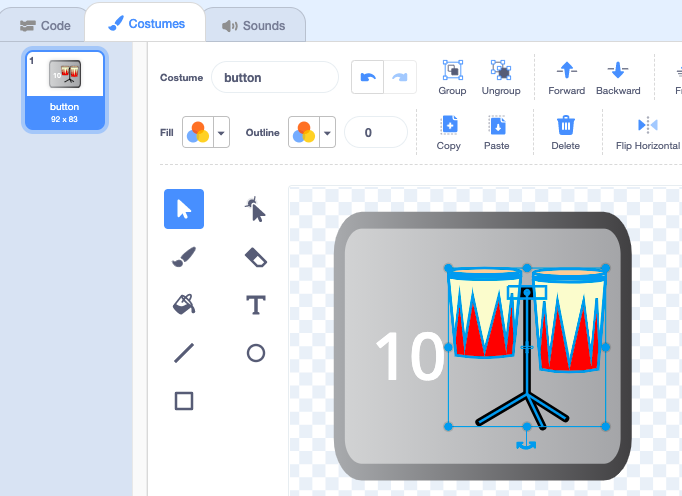 Code
Costumes
Sounds
1
10
button
92 x 83
Costume
button
Group
Ungroup
Forward
Backward
Fill
Outline
0
Copy
Paste
Delete
Flip Horizontal
10